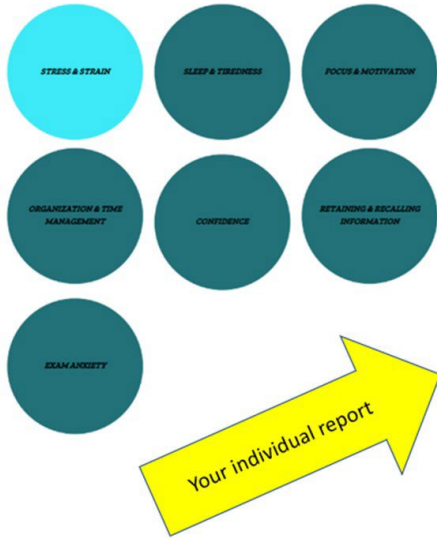 STRESS & STRAIN
SLEEP & TIREDNESS
FOCUS & MOTIVATION
ORGANIZATION & TIME
MANAGEMENT
CONFIDENCE
RETAINING & RECALLING
INFORMATION
EXAM ANXIETY
Your individual report